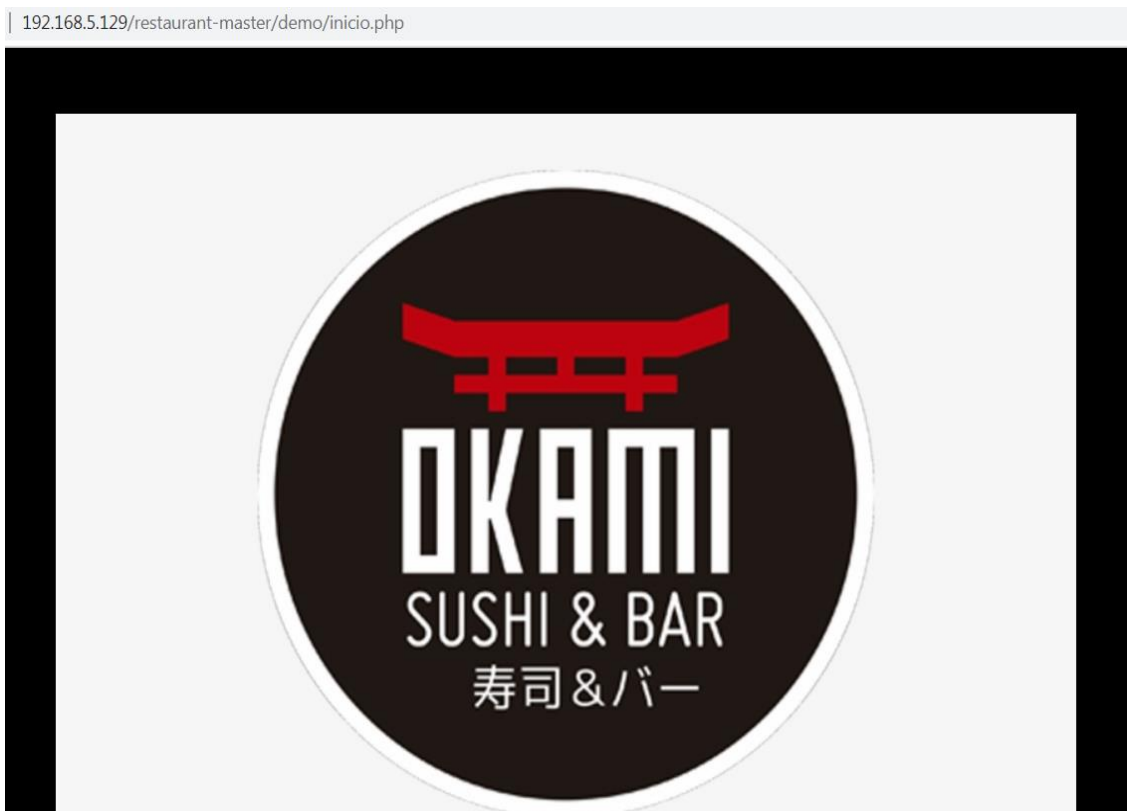 192.168.5.129/restaurant-master/demo/inicio.php
OKAMI
SUSHI & BAR
寿司&バー